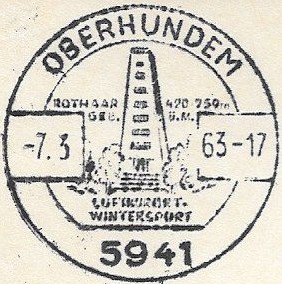 OBERHUNDEM
ROTHAAR 420-750m
GEB. Ü.M.
-7.3 63-17
LUFTKURORT-
WINTERSPORT
5941